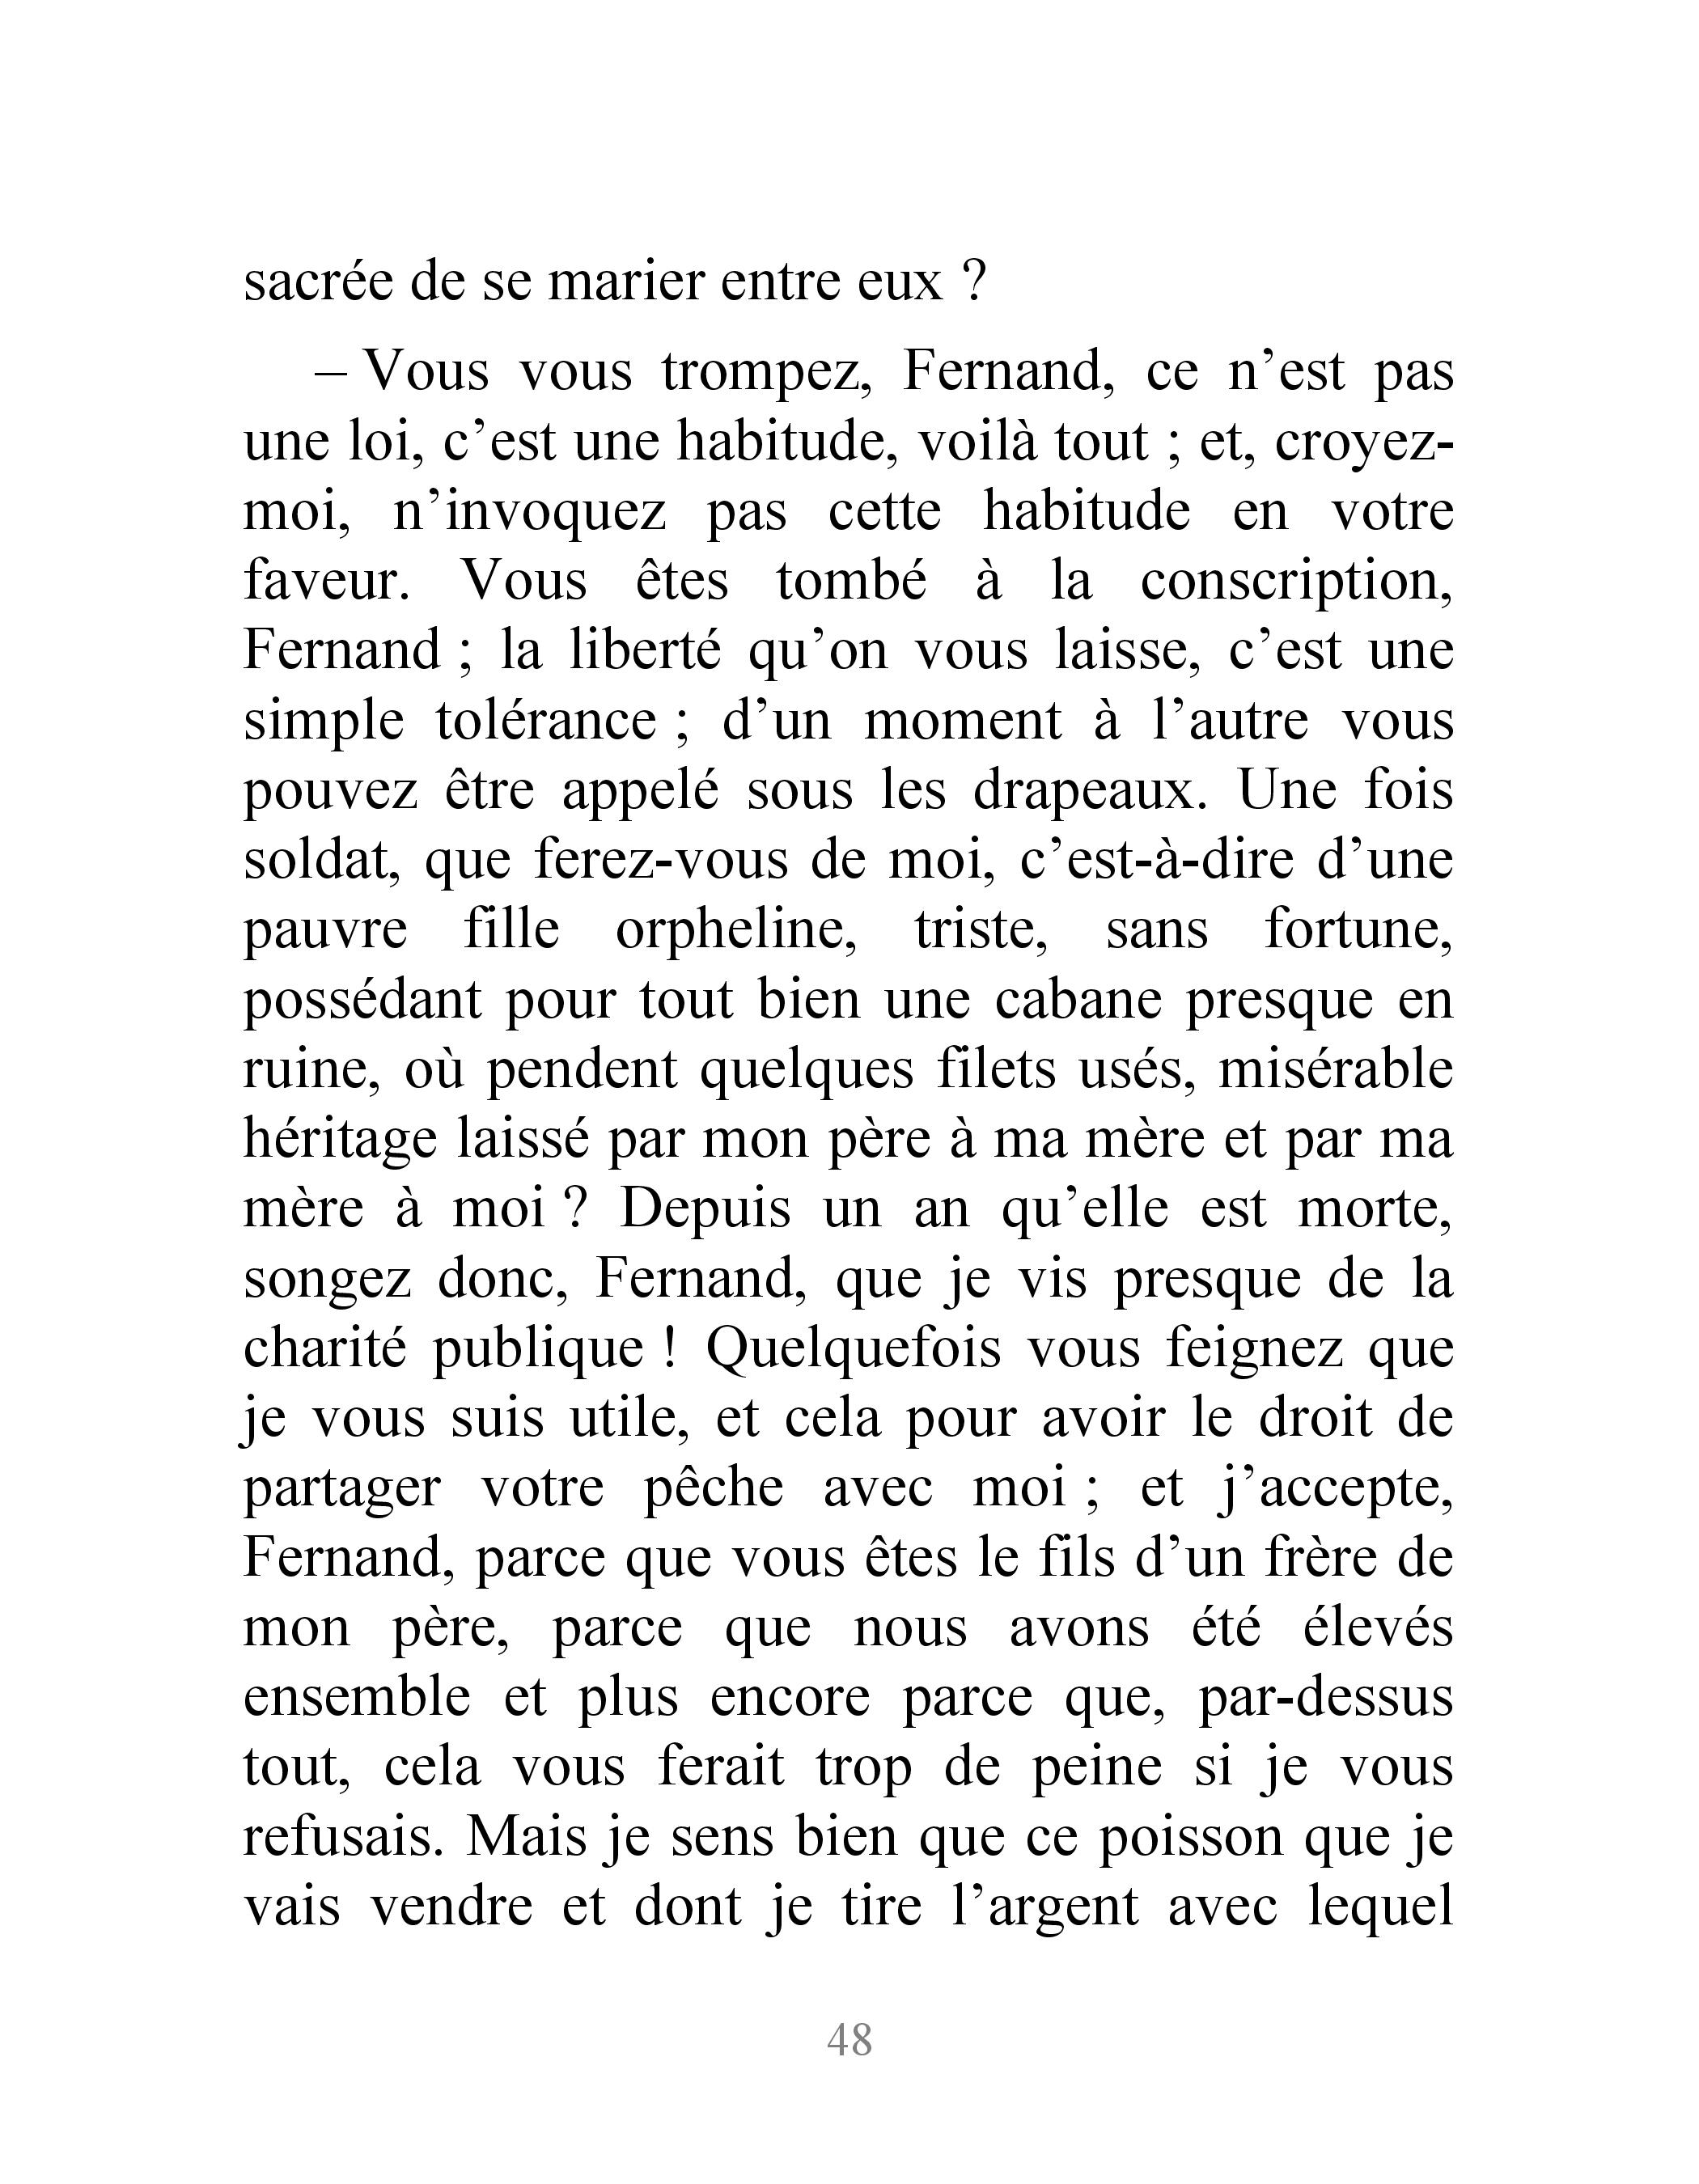 sacrée de se marier entre eux ?
– Vous vous trompez, Fernand, ce n’est pas
une loi, c’est une habitude, voilà tout ; et, croyez-
moi, n’invoquez pas cette habitude en votre
faveur. Vous êtes tombé à la conscription,
Fernand ; la liberté qu’on vous laisse, c’est une
simple tolérance ; d’un moment à l’autre vous
pouvez être appelé sous les drapeaux. Une fois
soldat, que ferez-vous de moi, c’est-à-dire d’une
pauvre fille orpheline, triste, sans fortune,
possédant pour tout bien une cabane presque en
ruine, où pendent quelques filets usés, misérable
héritage laissé par mon père à ma mère et par ma
mère à moi ? Depuis un an qu’elle est morte,
songez donc, Fernand, que je vis presque de la
charité publique ! Quelquefois vous feignez que
je vous suis utile, et cela pour avoir le droit de
partager votre pêche avec moi ; et j’accepte,
Fernand, parce que vous êtes le fils d’un frère de
mon père, parce que nous avons été élevés
ensemble et plus encore parce que, par-dessus
tout, cela vous ferait trop de peine si je vous
refusais. Mais je sens bien que ce poisson que je
vais vendre et dont je tire l’argent avec lequel
48